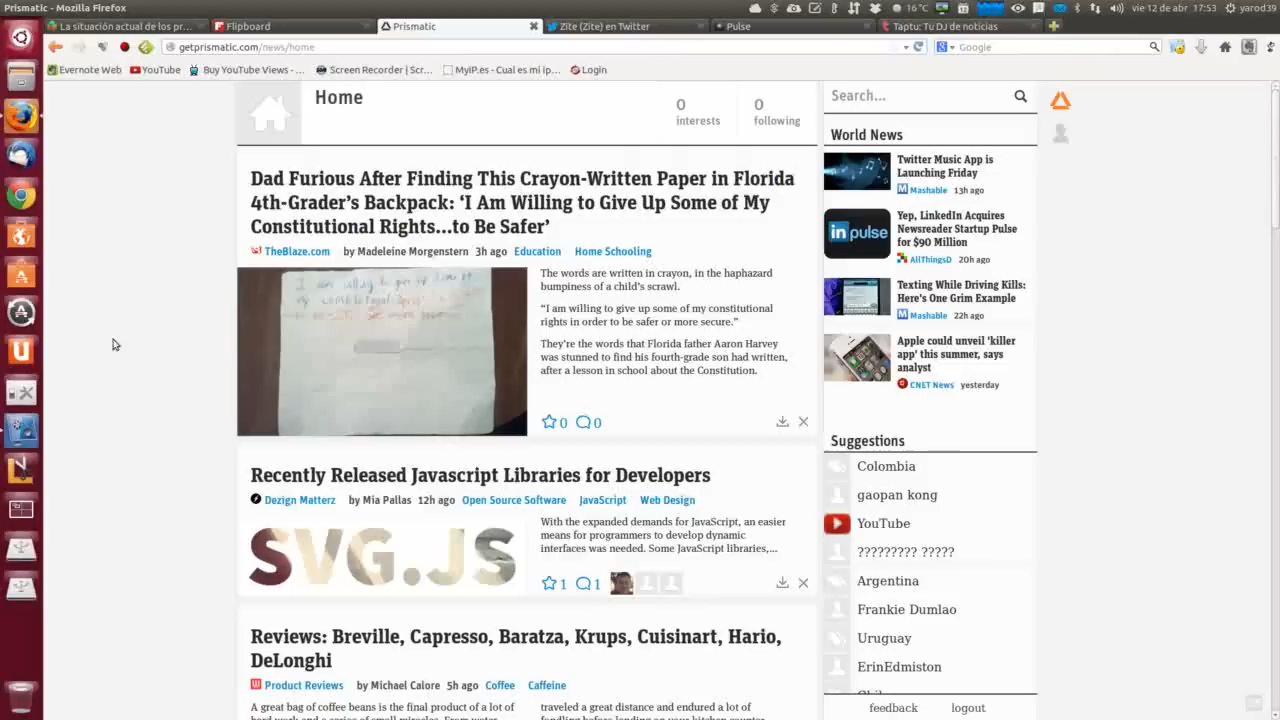 Prismatic - Mozilla Firefox
16°C
vie 12 de abr 17:53 yarod39
La situación actual de los pr...
Flipboard
Prismatic
Zite (Zite) en Twitter
Pulse
Taptu: Tu DJ de noticias
getprismatic.com/news/home
Google
Evernote Web YouTube Buy YouTube Views - ... Screen Recorder | Scr... MyIP.es - Cual es mi ip... Login
Home
0 interests
0 following
Dad Furious After Finding This Crayon-Written Paper in Florida
4th-Grader's Backpack: ‘I Am Willing to Give Up Some of My
Constitutional Rights...to Be Safer’
TheBlaze.com by Madeleine Morgenstern 3h ago Education Home Schooling
The words are written in crayon, in the haphazard
bumpiness of a child's scrawl.
“I am willing to give up some of my constitutional
rights in order to be safer or more secure.”
They're the words that Florida father Aaron Harvey
was stunned to find his fourth-grade son had written,
after a lesson in school about the Constitution.
0 0
Recently Released Javascript Libraries for Developers
Dezign Matterz by Mia Pallas 12h ago Open Source Software JavaScript Web Design
SVG.JS
With the expanded demands for JavaScript, an easier
means for programmers to develop dynamic
interfaces was needed. Some JavaScript libraries,...
1 1
Reviews: Breville, Capresso, Baratza, Krups, Cuisinart, Hario,
DeLonghi
Product Reviews by Michael Calore 5h ago Coffee Caffeine
A great bag of coffee beans is the final product of a lot of
traveled a great distance and endured a lot of
Search...
World News
Twitter Music App is
Launching Friday
Mashable 13h ago
in pulse
Yep, LinkedIn Acquires
Newsreader Startup Pulse
for $90 Million
AllThingsD 20h ago
Texting While Driving Kills:
Here's One Grim Example
Mashable 22h ago
Apple could unveil 'killer
app' this summer, says
analyst
CNET News yesterday
Suggestions
Colombia
gaopan kong
YouTube
????????? ?????
Argentina
Frankie Dumlao
Uruguay
ErinEdmiston
feedback logout